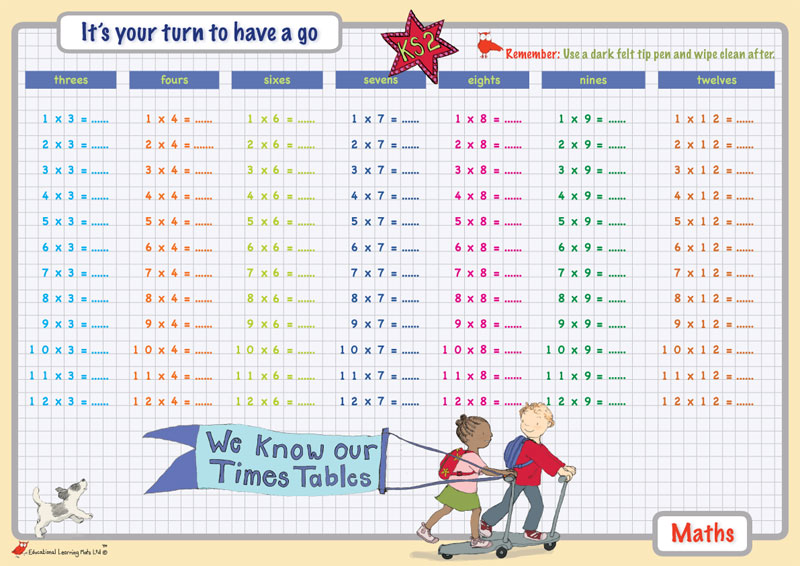 It's your turn to have a go
KS2
Remember: Use a dark felt tip pen and wipe clean after.
threes fours sixes sevens eights nines twelves
1 x 3 = ...... 1 x 4 = ...... 1 x 6 = ...... 1 x 7 = ...... 1 x 8 = ...... 1 x 9 = ...... 1 x 12 = ......
2 x 3 = ...... 2 x 4 = ....... 2 x 6 = ...... 2 x 7 = ...... 2 x 8 = ...... 2 x 9 = ...... 2 x 12 = ......
3 x 3 = ...... 3 x 4 = ...... 3 x 6 = ...... 3 x 7 = ...... 3 x 8 = ...... 3 x 9 = ...... 3 x 12 = ......
4 x 3 = ...... 4 x 4 = ...... 4 x 6 = ...... 4 x 7 = ...... 4 x 8 = ...... 4 x 9 = ...... 4 x 12 = ......
5 x 3 = ...... 5 x 4 = ...... 5 x 6 = ...... 5 x 7 = ...... 5 x 8 = ...... 5 x 9 = ...... 5 x 12 = ......
6 x 3 = ...... 6 x 4 = ...... 6 x 6 = ...... 6 x 7 = ...... 6 x 8 = ...... 6 x 9 = ...... 6 x 12 = ......
7 x 3 = ...... 7 x 4 = ...... 7 x 6 = ...... 7 x 7 = ...... 7 x 8 = ...... 7 x 9 = ...... 7 x 12 = ......
8 x 3 = ...... 8 x 4 = ...... 8 x 6 = ...... 8 x 7 = ...... 8 x 8 = ...... 8 x 9 = ...... 8 x 12 = ......
9 x 3 = ...... 9 x 4 = ...... 9 x 6 = ...... 9 x 7 = ...... 9 x 8 = ...... 9 x 9 = ...... 9 x 12 = ......
10 x 3 = ...... 10 x 4 = ...... 10 x 6 = ...... 10 x 7 = ...... 10 x 8 = ...... 10 x 9 = ...... 10 x 12 = ......
11 x 3 = ...... 11 x 4 = ...... 11 x 6 = ...... 11 x 7 = ...... 11 x 8 = ...... 11 x 9 = ...... 11 x 12 = ......
12 x 3 = ...... 12 x 4 = ...... 12 x 6 = ...... 12 x 7 = ...... 12 x 8 = ...... 12 x 9 = ...... 12 x 12 = ......
We Know our
Times Tables
Maths
Educational Learning Mats Ltd ™ ©